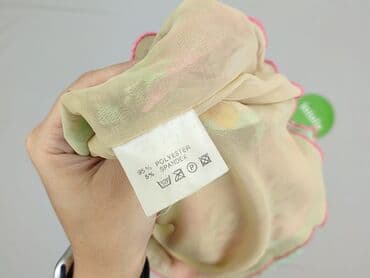 95% POLYESTER
5% SPANDEX
P